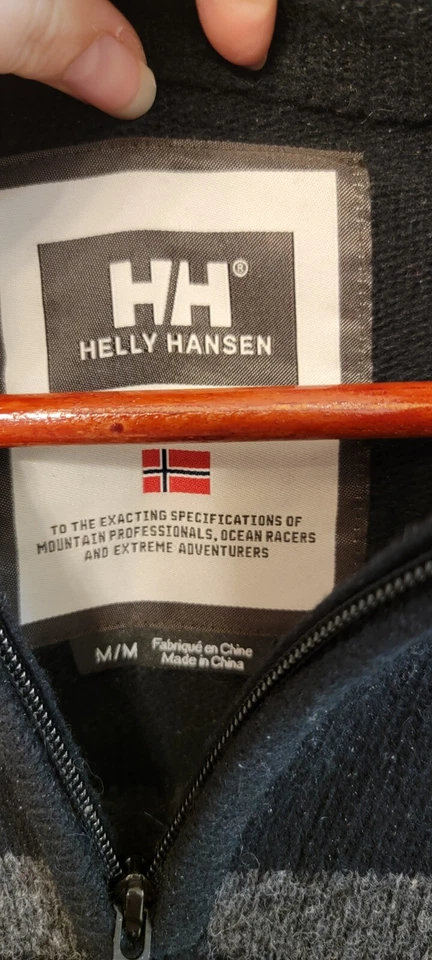 HH®
HELLY HANSEN
TO THE EXACTING SPECIFICATIONS OF
MOUNTAIN PROFESSIONALS, OCEAN RACERS
AND EXTREME ADVENTURERS
M/M
Fabriqué en Chine
Made in China